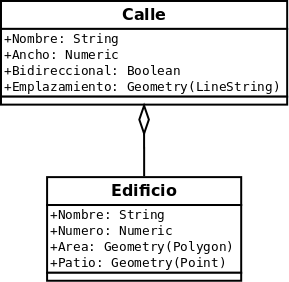 Calle
+Nombre: String
+Ancho: Numeric
+Bidireccional: Boolean
+Emplazamiento: Geometry(LineString)
Edificio
+Nombre: String
+Numero: Numeric
+Area: Geometry(Polygon)
+Patio: Geometry(Point)